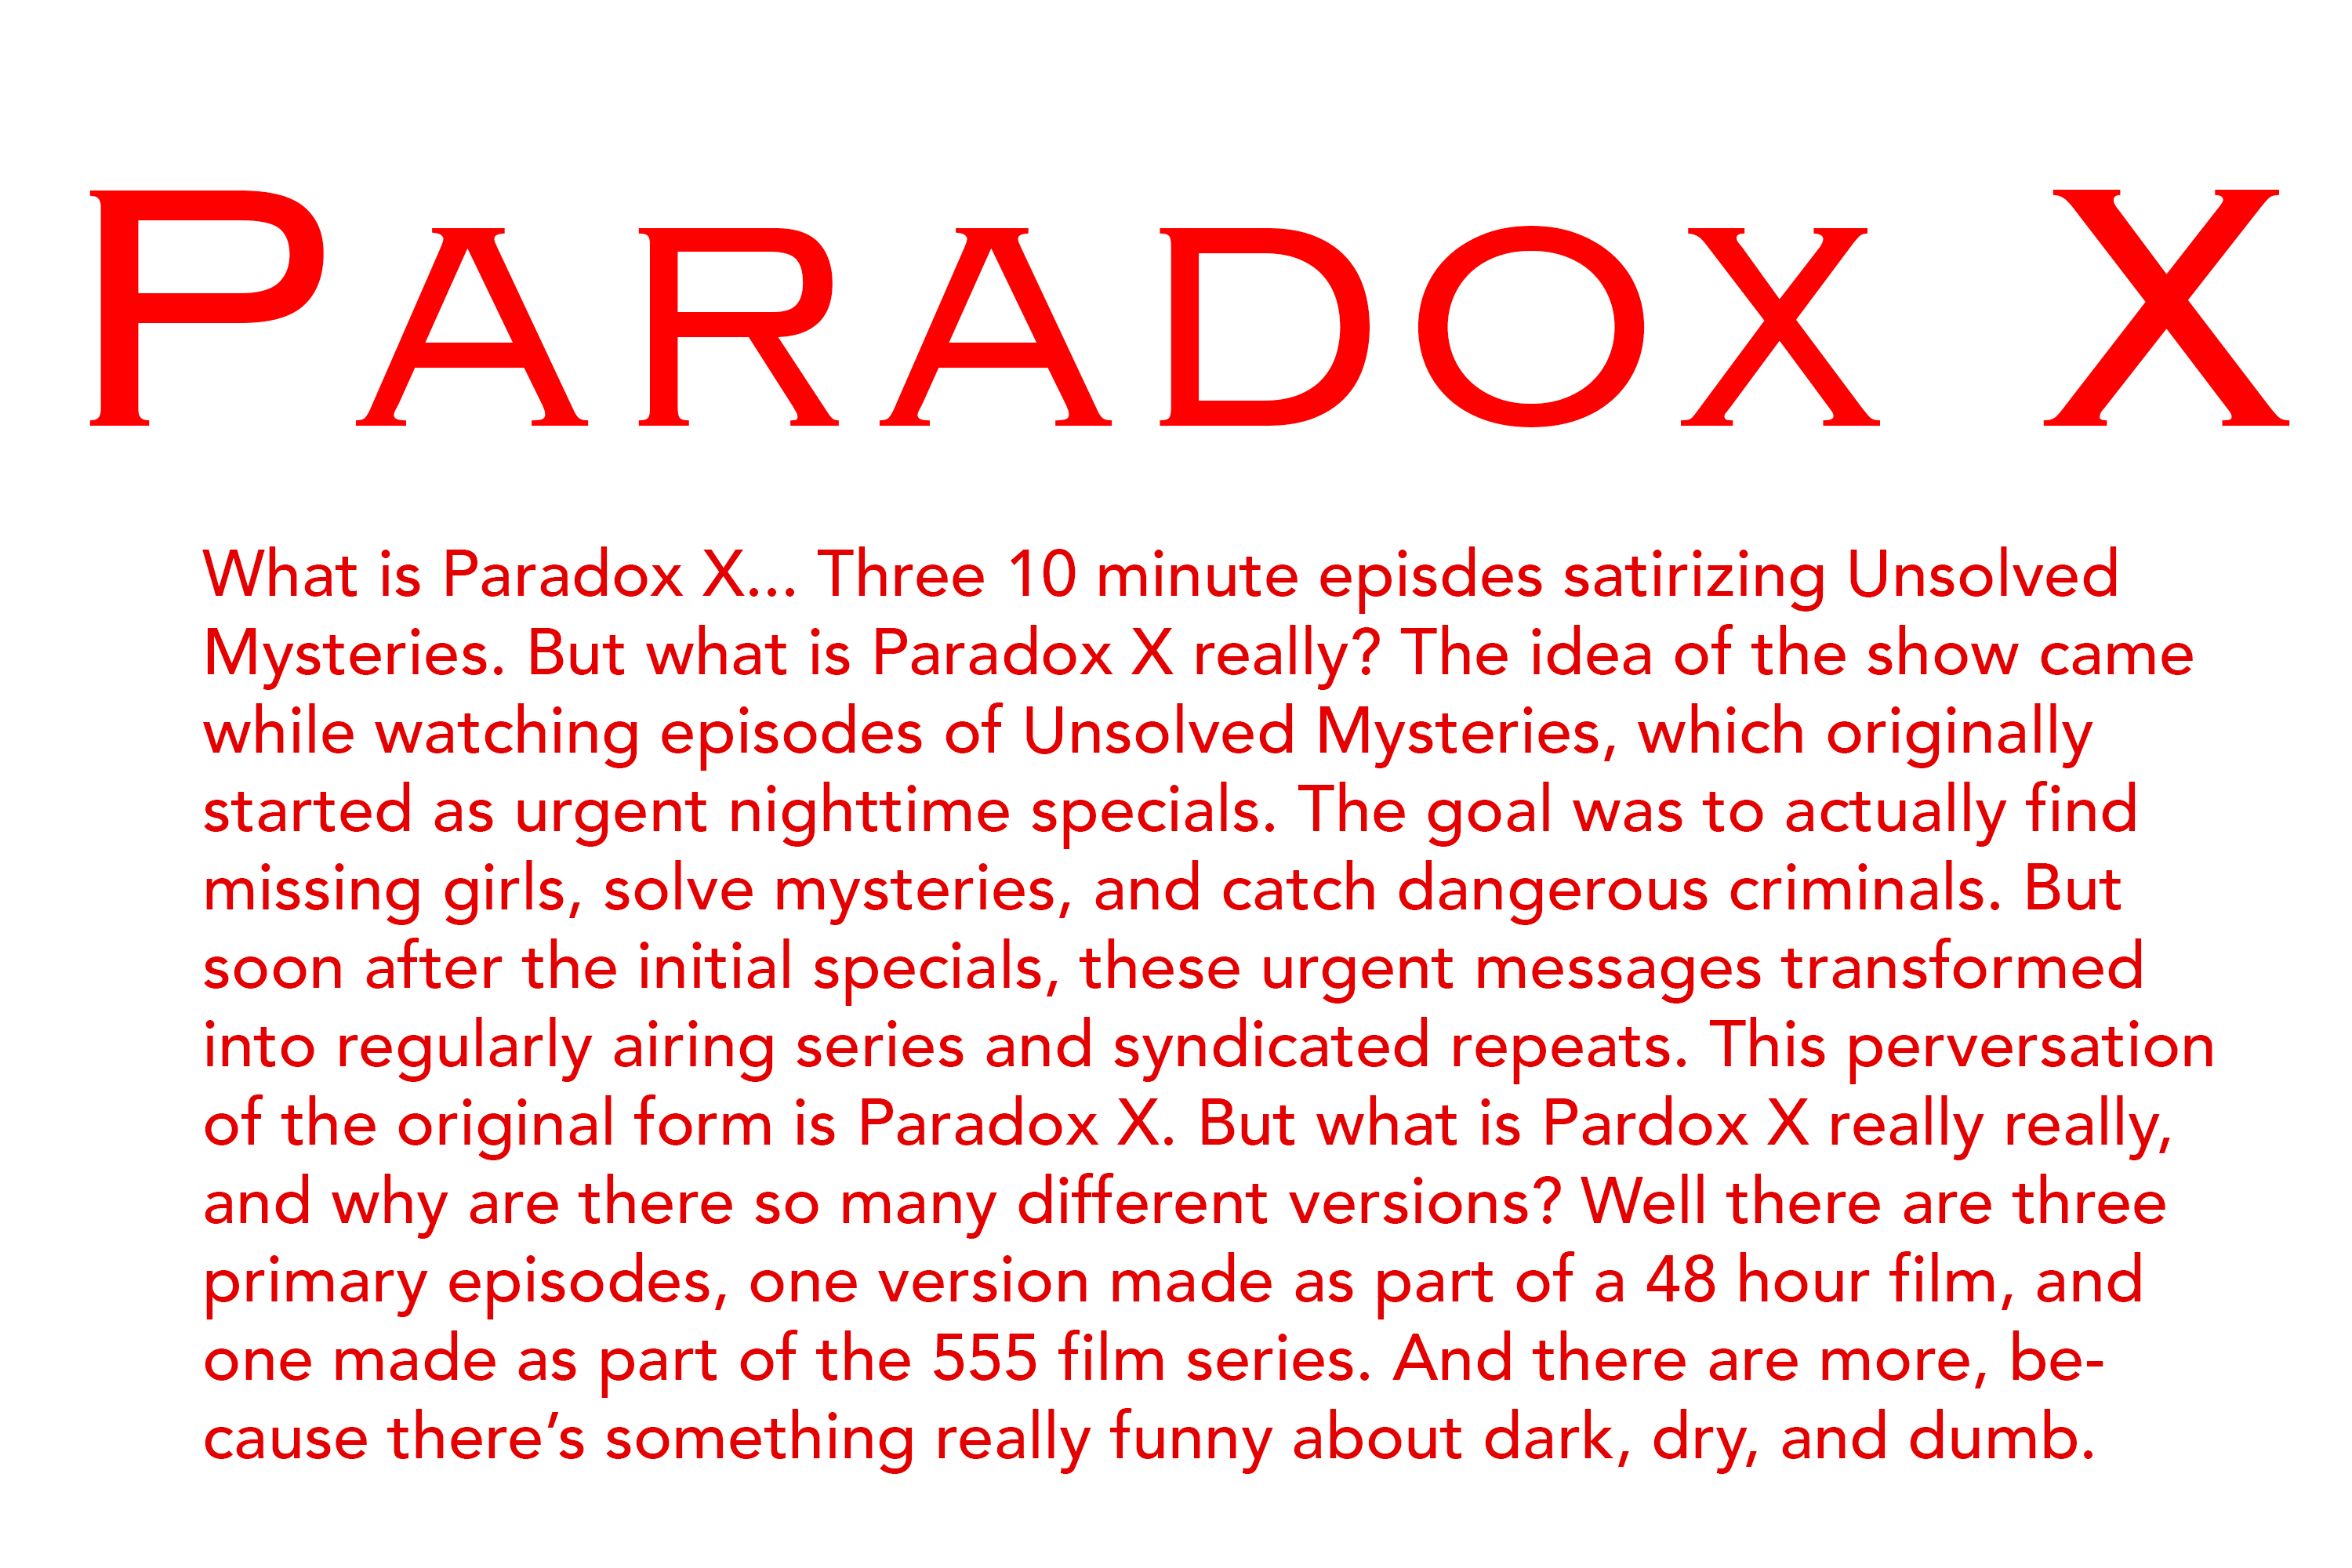 Paradox X
What is Paradox X... Three 10 minute episdes satirizing Unsolved
Mysteries. But what is Paradox X really? The idea of the show came
while watching episodes of Unsolved Mysteries, which originally
started as urgent nighttime specials. The goal was to actually find
missing girls, solve mysteries, and catch dangerous criminals. But
soon after the initial specials, these urgent messages transformed
into regularly airing series and syndicated repeats. This perversation
of the original form is Paradox X. But what is Pardox X really really,
and why are there so many different versions? Well there are three
primary episodes, one version made as part of a 48 hour film, and
one made as part of the 555 film series. And there are more, be-
cause there’s something really funny about dark, dry, and dumb.